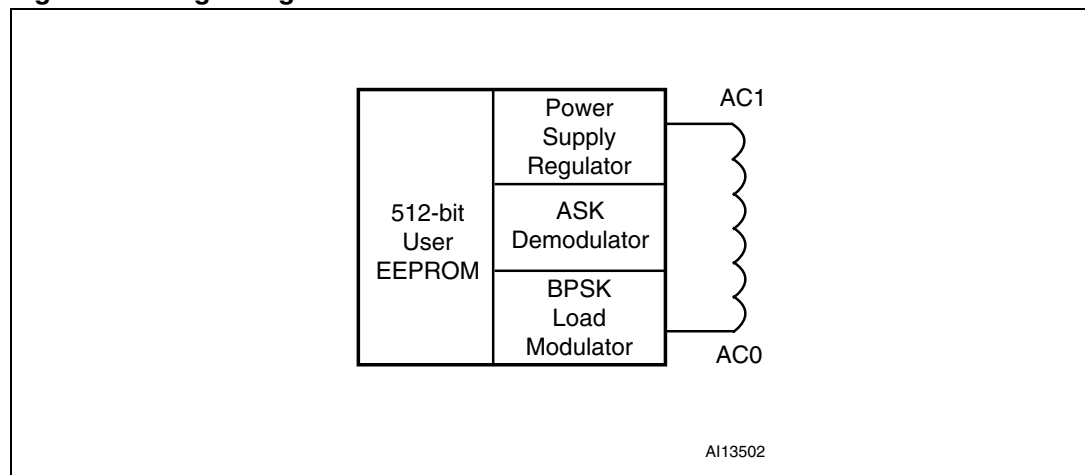 AC1
Power
Supply
Regulator
512-bit
User
EEPROM
ASK
Demodulator
BPSK
Load
Modulator
AC0
AI13502